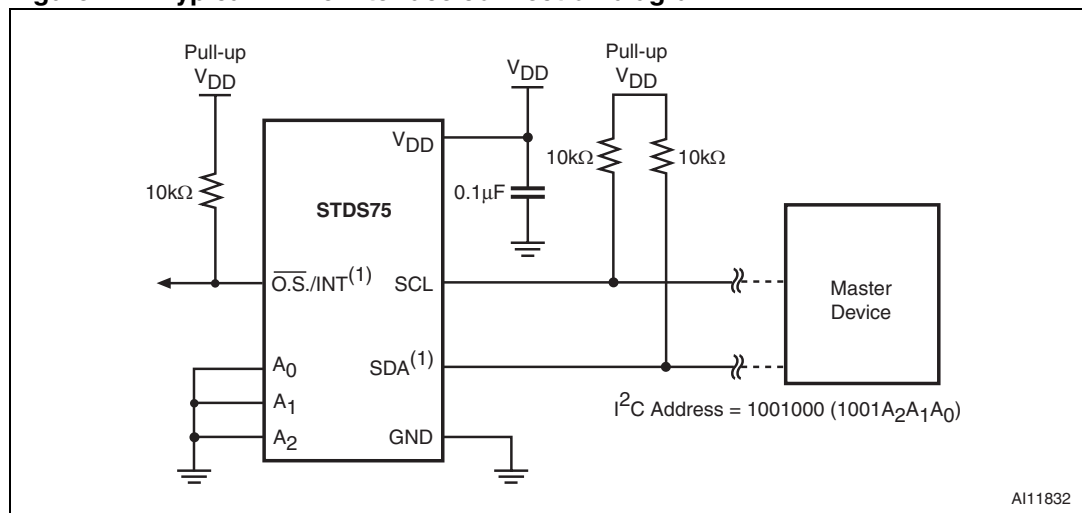 Pull-up
VDD
10kΩ
STDS75
VDD
O.S./INT(1)
SCL
A0
SDA(1)
A1
A2
GND
VDD
0.1μF
Pull-up
VDD
10kΩ
10kΩ
Master
Device
I2C Address = 1001000 (1001A2A1A0)
AI11832